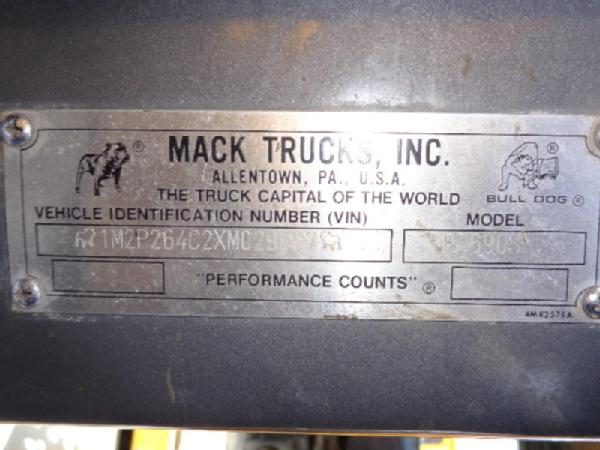 MACK TRUCKS, INC.
ALLENTOWN, PA., U.S.A.
THE TRUCK CAPITAL OF THE WORLD
BULL DOG ®
VEHICLE IDENTIFICATION NUMBER (VIN)
MODEL
"PERFORMANCE COUNTS" ®
4MR2575A